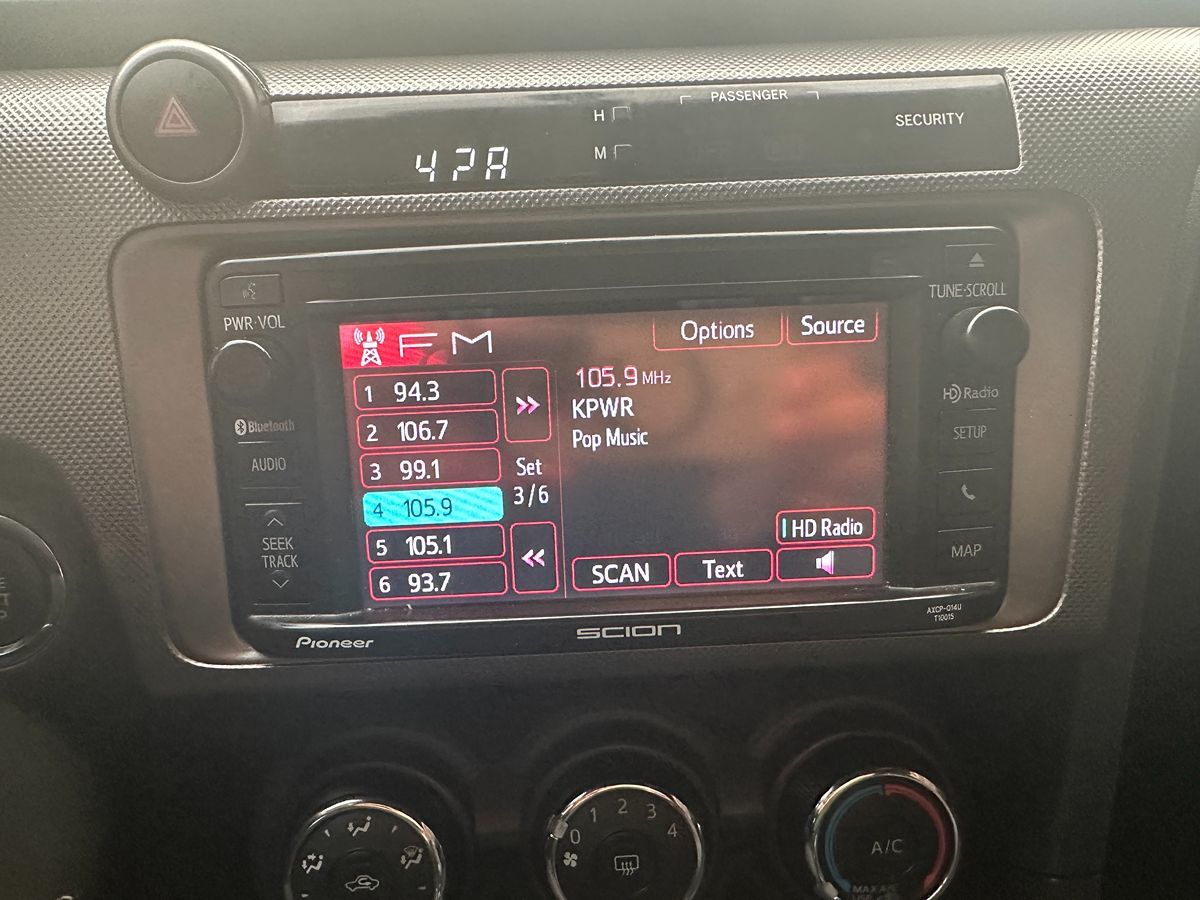 H
PASSENGER
SECURITY
M
47A
PWR·VOL
TUNE·SCROLL
FM
Options
Source
1 94.3
105.9 MHz
2 106.7
KPWR
HD Radio
Bluetooth
Pop Music
SETUP
AUDIO
3 99.1
Set
4 105.9
3/6
SEEK
TRACK
5 105.1
HD Radio
MAP
6 93.7
SCAN
Text
Pioneer
SCION
AXCP-014U
T10015
0 1 2 3 4
A/C
MAX A/C